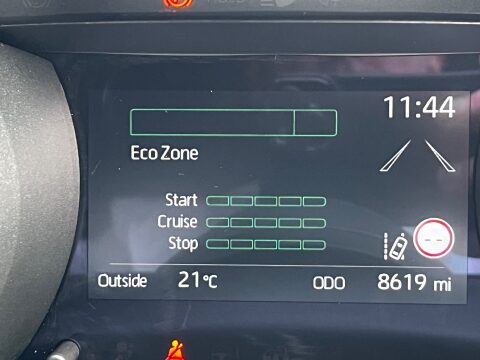 11:44
Eco Zone
Start
Cruise
Stop
--
Outside 21°C ODO 8619 mi